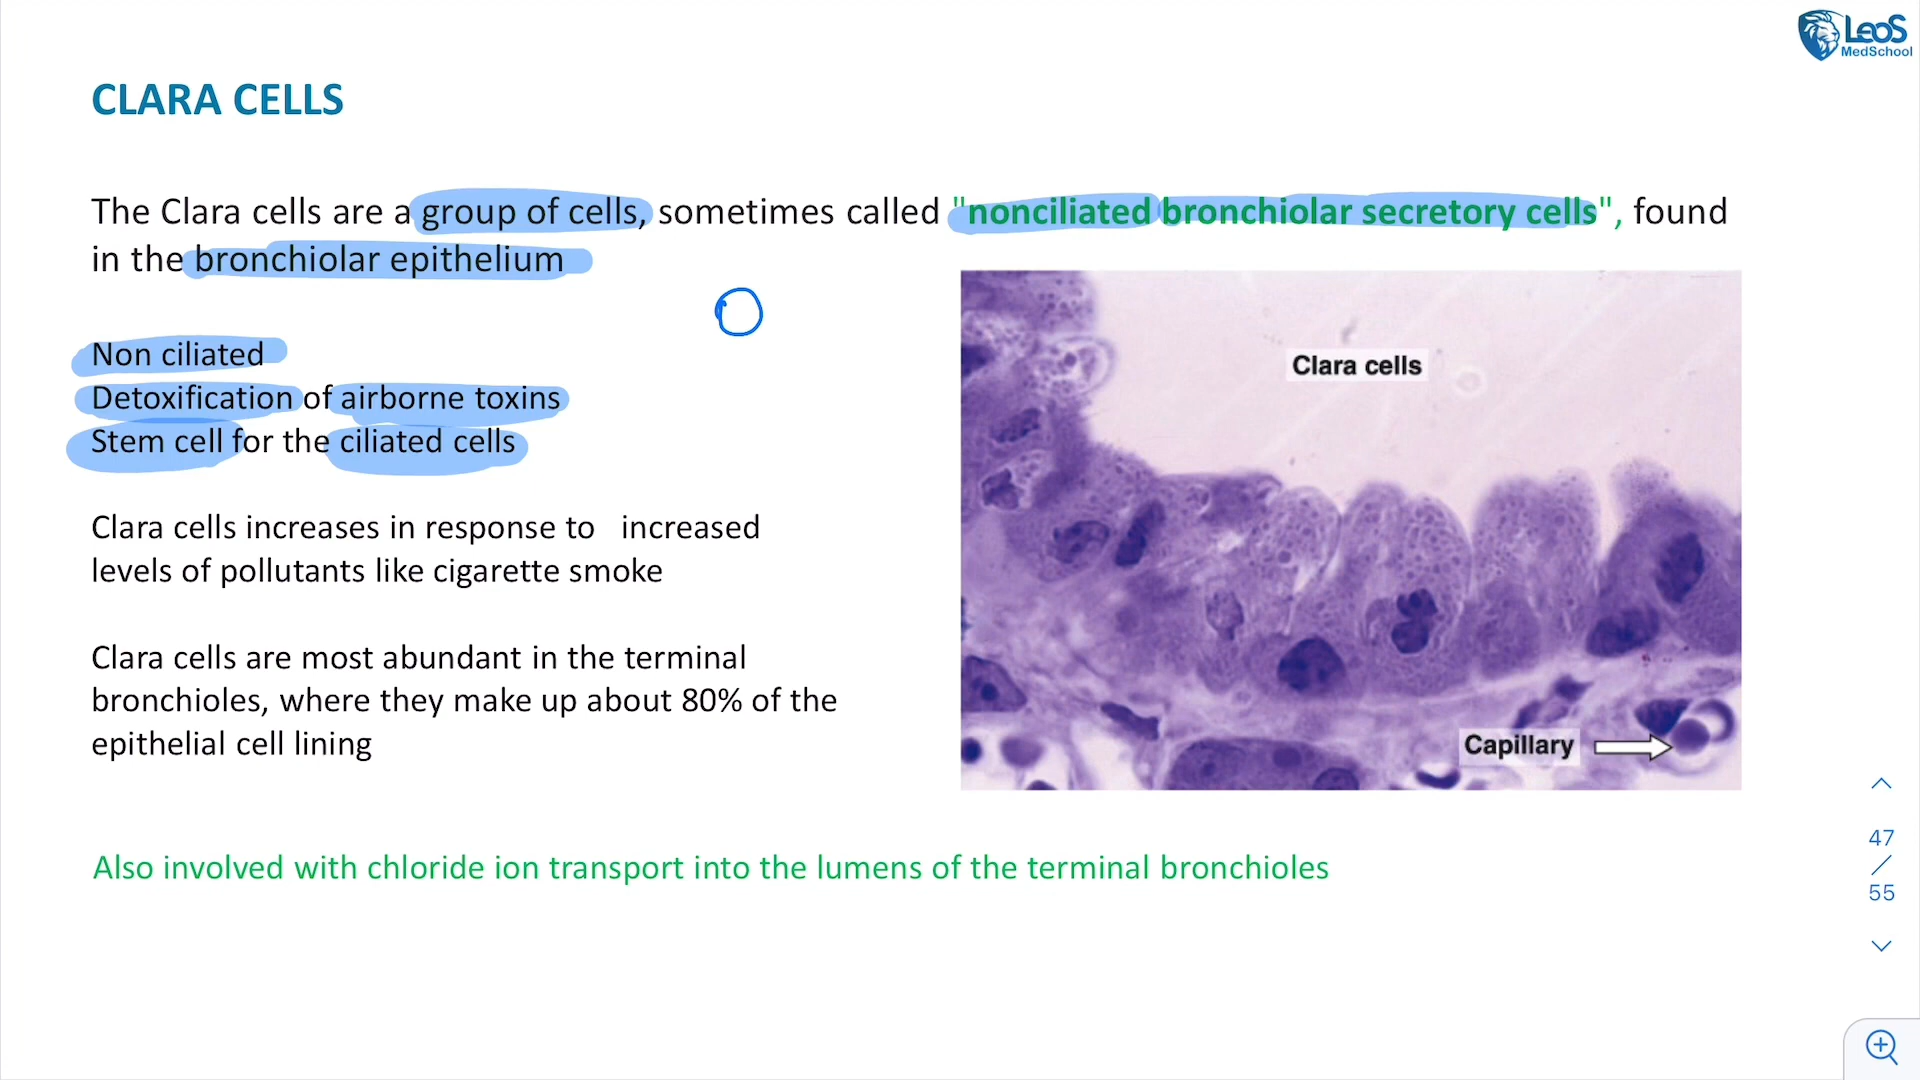 LeoS
MedSchool
CLARA CELLS
The Clara cells are a group of cells, sometimes called "nonciliated bronchiolar secretory cells", found
in the bronchiolar epithelium
Non ciliated
Detoxification of airborne toxins
Stem cell for the ciliated cells
Clara cells increases in response to increased
levels of pollutants like cigarette smoke
Clara cells are most abundant in the terminal
bronchioles, where they make up about 80% of the
epithelial cell lining
Clara cells
Capillary
Also involved with chloride ion transport into the lumens of the terminal bronchioles
47
/
55